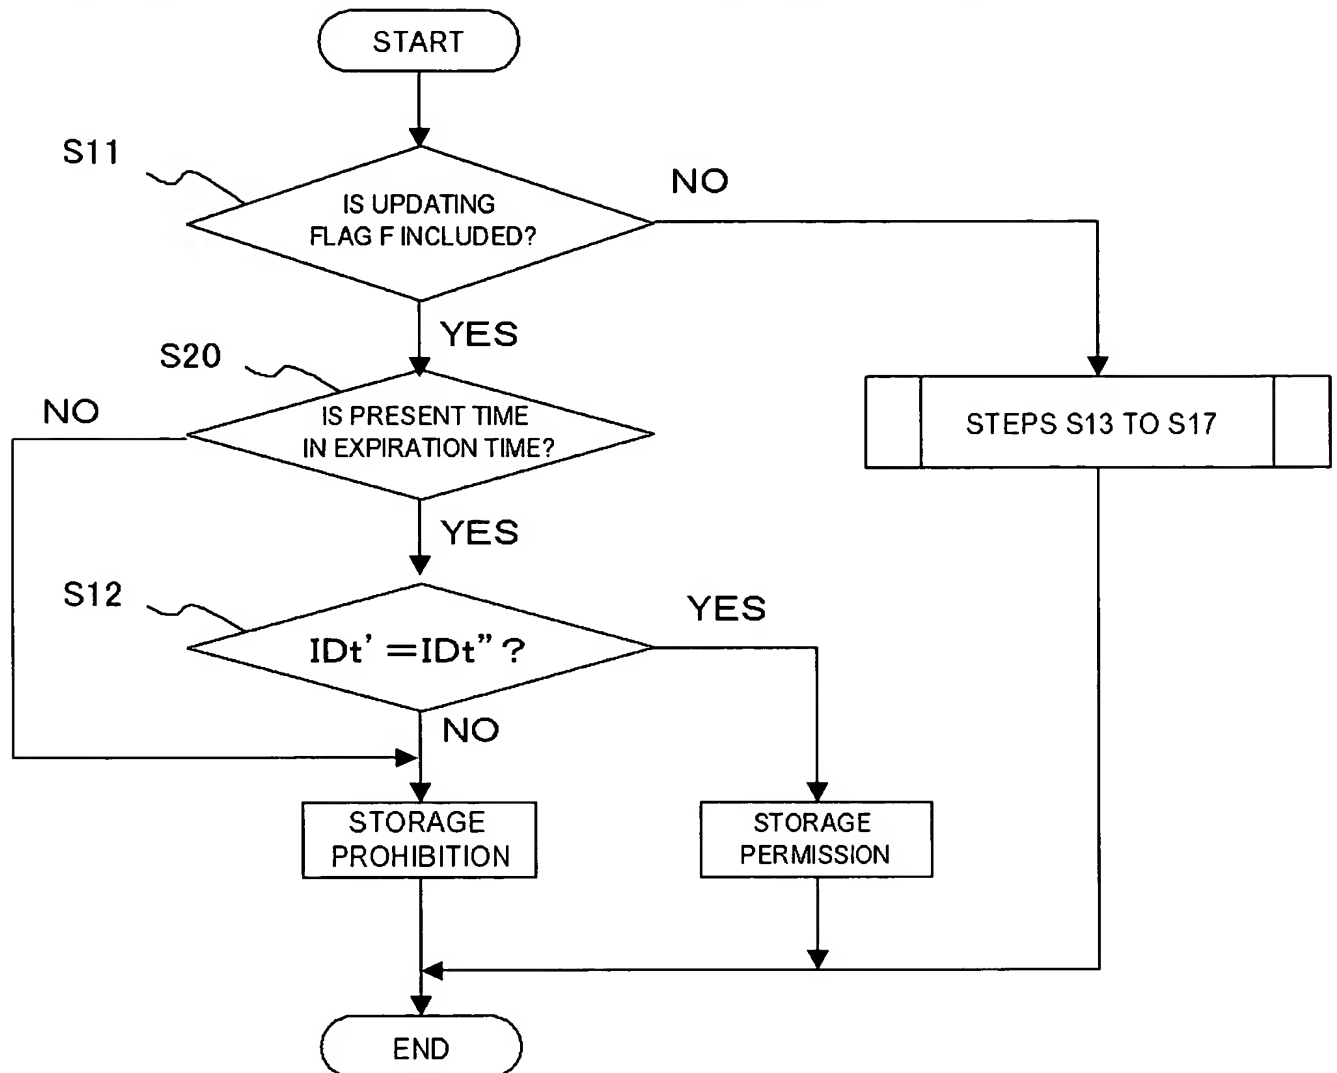 START
S11
NO
IS UPDATING
FLAG F INCLUDED?
YES
S20
NO
IS PRESENT TIME
IN EXPIRATION TIME?
STEPS S13 TO S17
YES
S12
YES
IDt' =IDt" ?
NO
STORAGE
PROHIBITION
STORAGE
PERMISSION
END